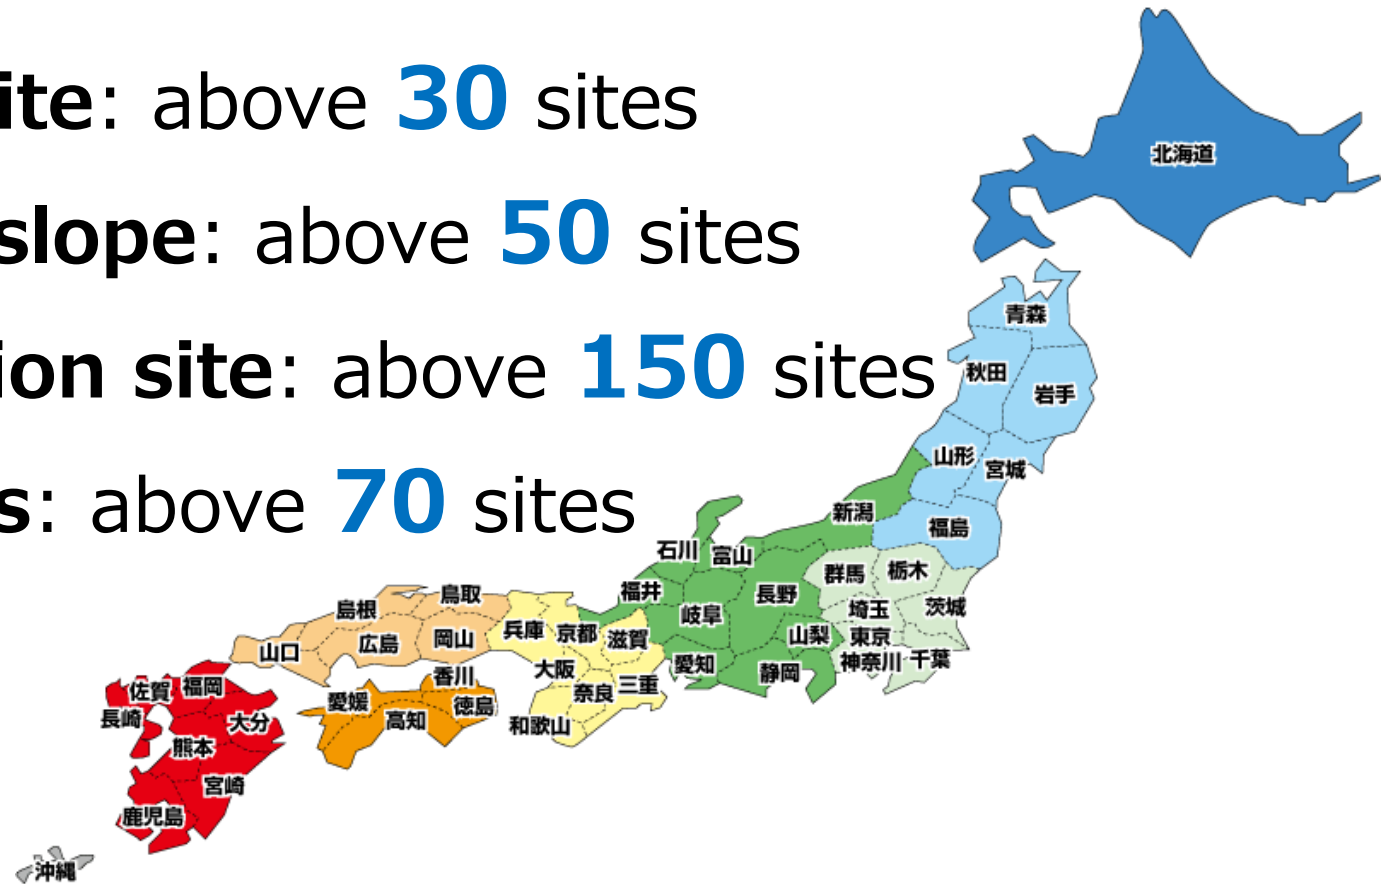 ite: above 30 sites
slope: above 50 sites
ion site: above 150 sites
s: above 70 sites
北海道
青森
秋田
岩手
山形
宮城
新潟
福島
石川
富山
群馬
栃木
福井
長野
岐阜
埼玉
茨城
鳥取
島根
兵庫
京都
滋賀
山梨
東京
広島
岡山
山口
大阪
愛知
静岡
神奈川
千葉
香川
奈良
三重
佐賀
福岡
愛媛
徳島
高知
長崎
大分
和歌山
熊本
宮崎
鹿児島
沖縄